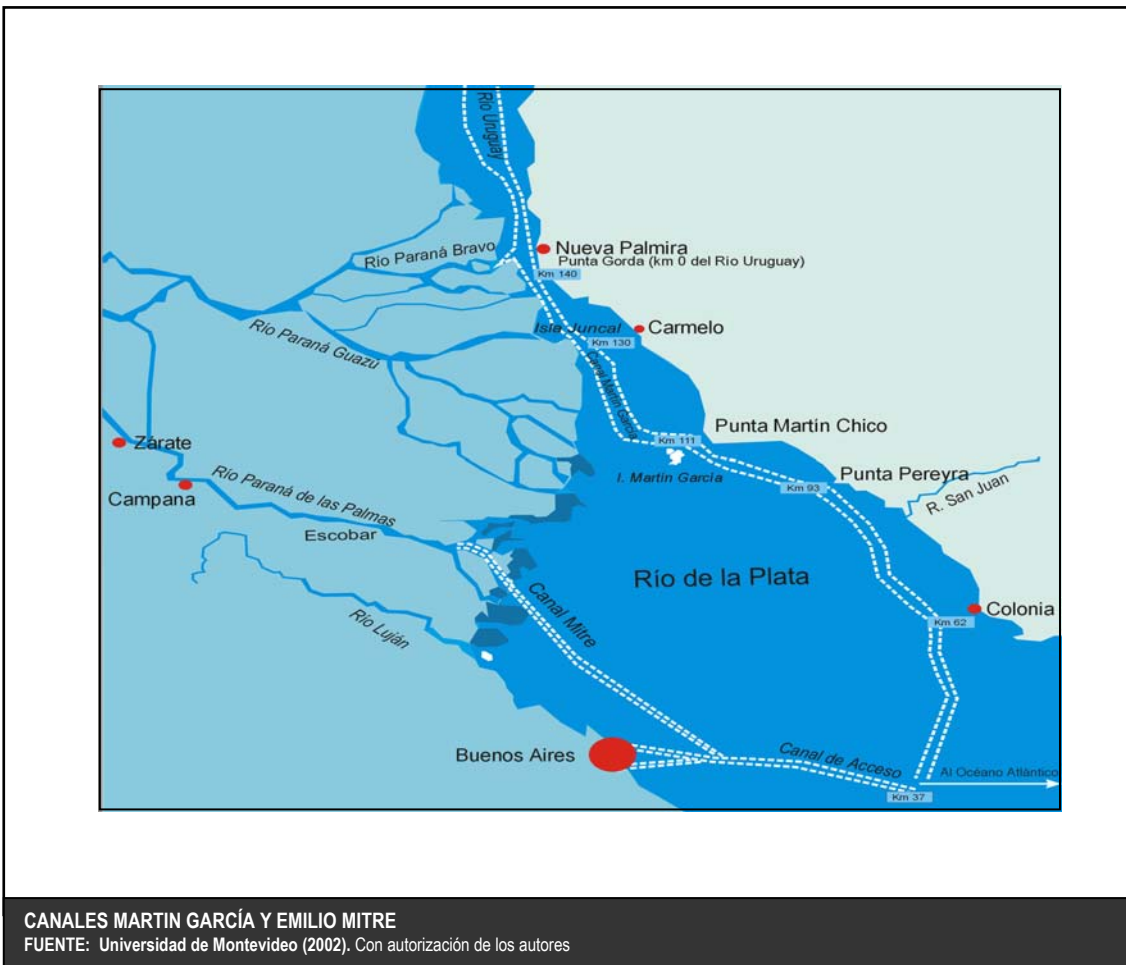 Río Uruguay
Río Paraná Bravo
Nueva Palmira
Punta Gorda (km 0 del Río Uruguay)
Km 140
Isla Juncal
Carmelo
Km 130
Río Paraná Guazú
Canal Martín García
Punta Martín Chico
Km 111
Zárate
I. Martín García
Punta Pereyra
Km 93
R. San Juan
Campana
Río Paraná de las Palmas
Escobar
Río de la Plata
Canal Mitre
Colonia
Km 62
Río Luján
Buenos Aires
Canal de Acceso
Al Océano Atlántico
Km 37
CANALES MARTIN GARCÍA Y EMILIO MITRE
FUENTE: Universidad de Montevideo (2002). Con autorización de los autores